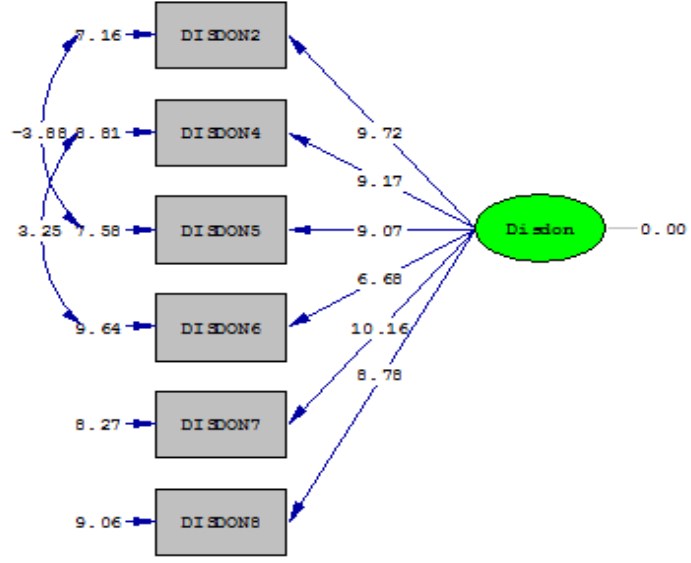 7.16 DISDON2
-3.88 8.81 DISDON4 9.72
9.17
3.25 7.58 DISDON5 9.07 Disdon 0.00
6.68
9.64 DISDON6 10.16
8.78
8.27 DISDON7
9.06 DISDON8